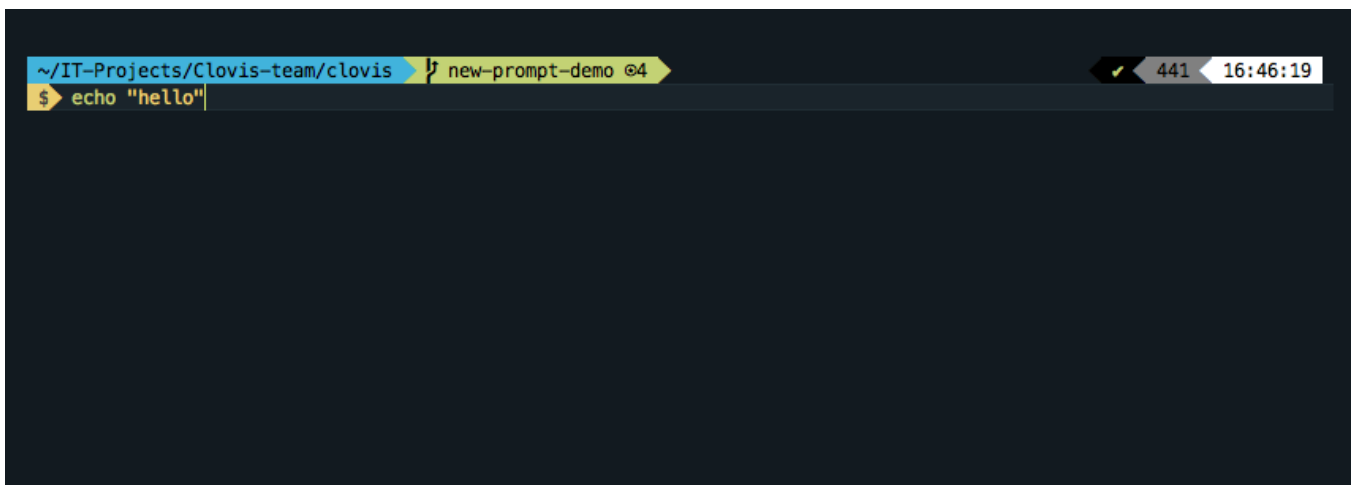 ~/IT-Projects/Clovis-team/clovis new-prompt-demo ⊙4 ✔ 441 16:46:19
$ echo "hello"